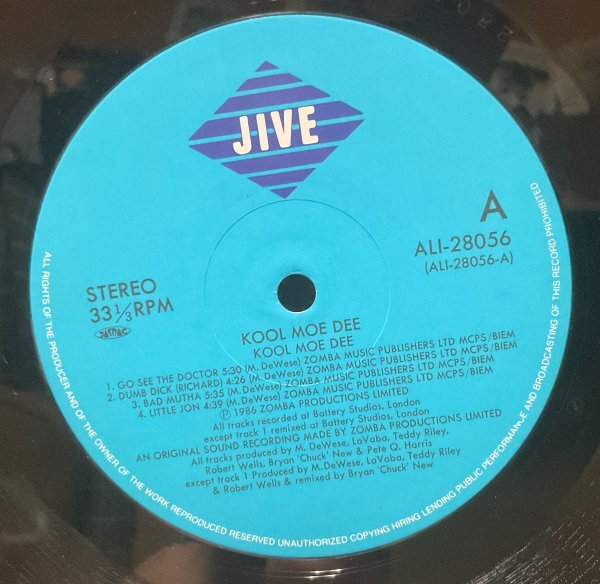 JIVE
A
ALI-28056
(ALI-28056-A)
STEREO
33⅓RPM
JASRAC
KOOL MOE DEE
KOOL MOE DEE
1. GO SEE THE DOCTOR 5:30 (M. DeWese) ZOMBA MUSIC PUBLISHERS LTD MCPS/BIEM
2. DUMB DICK (RICHARD) 4:26 (M. DeWese) ZOMBA MUSIC PUBLISHERS LTD MCPS/BIEM
3. BAD MUTHA 5:35 (M. DeWese) ZOMBA MUSIC PUBLISHERS LTD MCPS/BIEM
4. LITTLE JON 4:39 (M. DeWese) ZOMBA MUSIC PUBLISHERS LTD MCPS/BIEM
℗ 1986 ZOMBA PRODUCTIONS LIMITED
All tracks recorded at Battery Studios, London
except track 1 remixed at Battery Studios, London
AN ORIGINAL SOUND RECORDING MADE BY ZOMBA PRODUCTIONS LIMITED
All tracks produced by M. DeWese, LaVaba, Teddy Riley,
Robert Wells, Bryan 'Chuck' New & Pete Q. Harris
except track 1 Produced by M. DeWese, LaVaba, Teddy Riley
& Robert Wells & remixed by Bryan 'Chuck' New
ALL RIGHTS OF THE PRODUCER AND OF THE OWNER OF THE WORK REPRODUCED RESERVED UNAUTHORIZED COPYING HIRING LENDING PUBLIC PERFORMANCE AND BROADCASTING OF THIS RECORD PROHIBITED